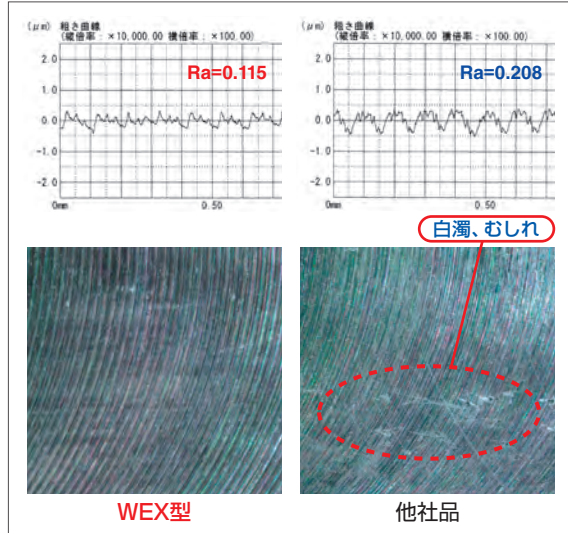 (μm) 粗さ曲線
(縦倍率 : ×10,000.00 横倍率 : ×100.00)
2.0
Ra=0.115
1.0
0.0
-1.0
-2.0
0mm 0.50
(μm) 粗さ曲線
(縦倍率 : ×10,000.00 横倍率 : ×100.00)
2.0
Ra=0.208
1.0
0.0
-1.0
-2.0
0mm 0.50
白濁、むしれ
WEX型
他社品